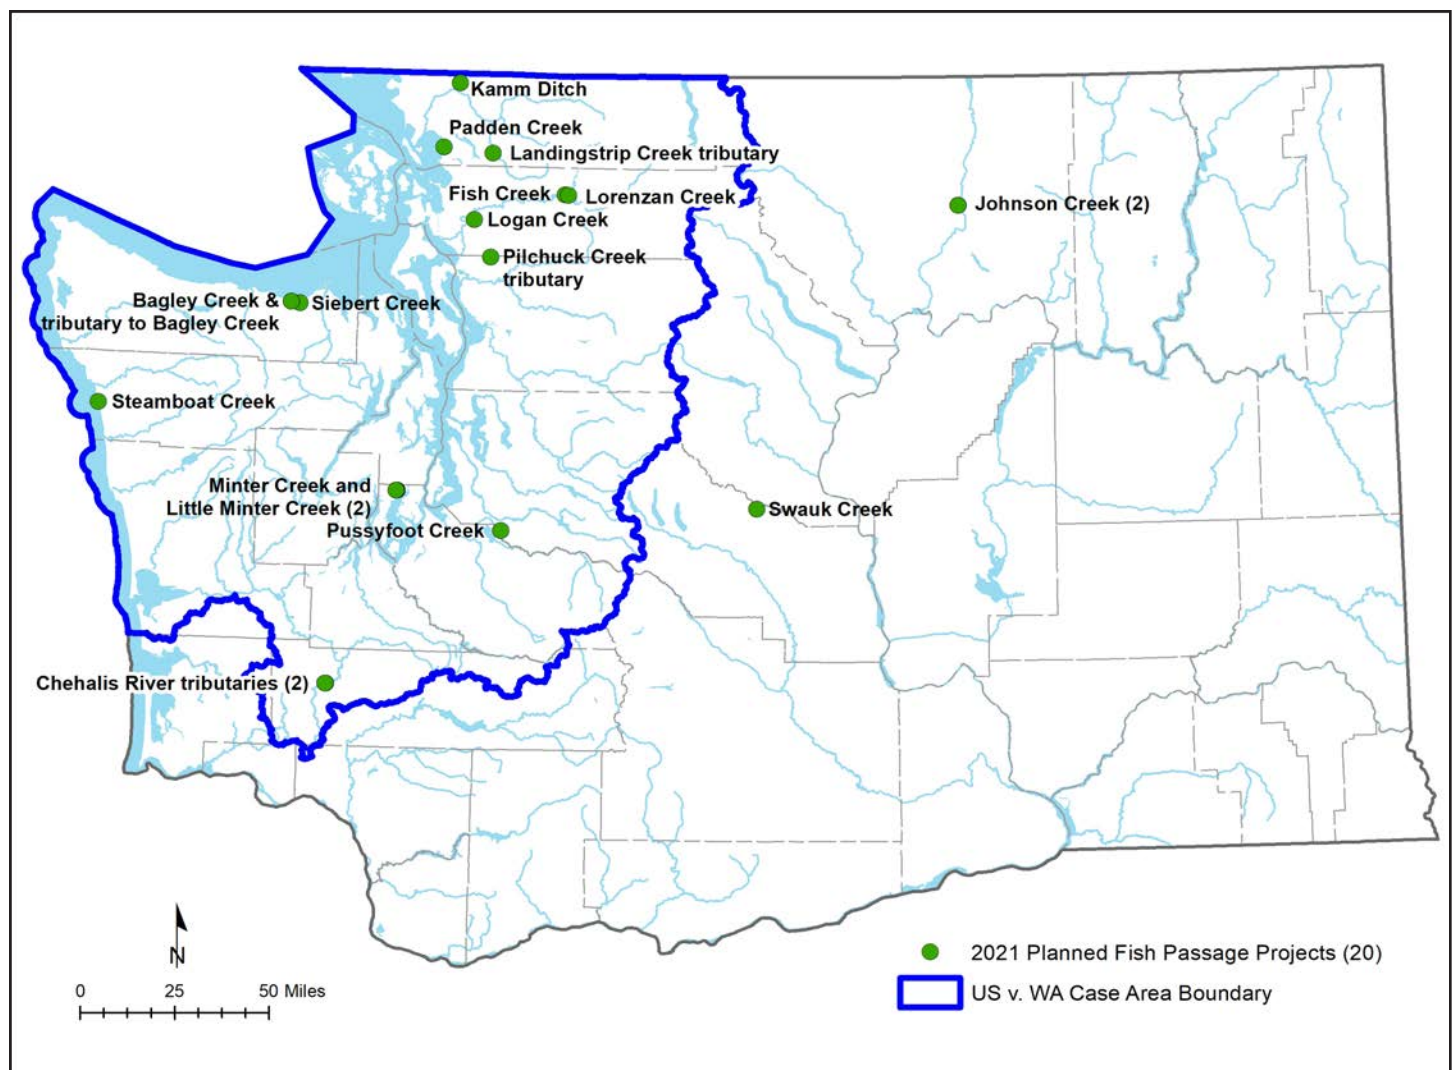 Kamm Ditch
Padden Creek
Landingstrip Creek tributary
Fish Creek
Lorenzan Creek
Johnson Creek (2)
Logan Creek
Pilchuck Creek
tributary
Bagley Creek &
tributary to Bagley Creek
Siebert Creek
Steamboat Creek
Minter Creek and
Little Minter Creek (2)
Swauk Creek
Pussyfoot Creek
Chehalis River tributaries (2)
N
0 25 50 Miles
2021 Planned Fish Passage Projects (20)
US v. WA Case Area Boundary